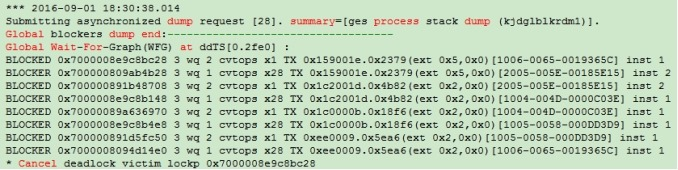 *** 2016-09-01 18:30:38.014
Submitting asynchronized dump request [28]. summary=[ges process stack dump (kjdglblkrdm1)].
Global blockers dump end:-----------------------------------
Global Wait-For-Graph(WFG) at ddTS[0.2fe0] :
BLOCKED 0x7000008e9c8bc28 3 wq 2 cvtops x1 TX 0x159001e.0x2379(ext 0x5,0x0)[1006-0065-0019365C] inst 1
BLOCKER 0x7000008809ab4b28 3 wq 1 cvtops x28 TX 0x159001e.0x2379(ext 0x5,0x0)[2005-005E-00185E15] inst 2
BLOCKED 0x7000000891b48708 3 wq 2 cvtops x1 TX 0x1c2001d.0x4b82(ext 0x2,0x0)[2005-005E-00185E15] inst 2
BLOCKER 0x7000008e9c8b148 3 wq 1 cvtops x28 TX 0x1c2001d.0x4b82(ext 0x2,0x0)[1004-004D-0000C03E] inst 1
BLOCKED 0x70000089a636970 3 wq 2 cvtops x1 TX 0x1c0000b.0x18f6(ext 0x2,0x0)[1004-004D-0000C03E] inst 1
BLOCKER 0x7000008e9c8b4e8 3 wq 1 cvtops x28 TX 0x1c0000b.0x18f6(ext 0x2,0x0)[1005-0058-000DD3D9] inst 1
BLOCKED 0x700000891d5fc50 3 wq 2 cvtops x1 TX 0xee0009.0x5ea6(ext 0x2,0x0)[1005-0058-000DD3D9] inst 1
BLOCKER 0x7000008094d14e0 3 wq 1 cvtops x28 TX 0xee0009.0x5ea6(ext 0x2,0x0)[1006-0065-0019365C] inst 1
* Cancel deadlock victim lockp 0x7000008e9c8bc28